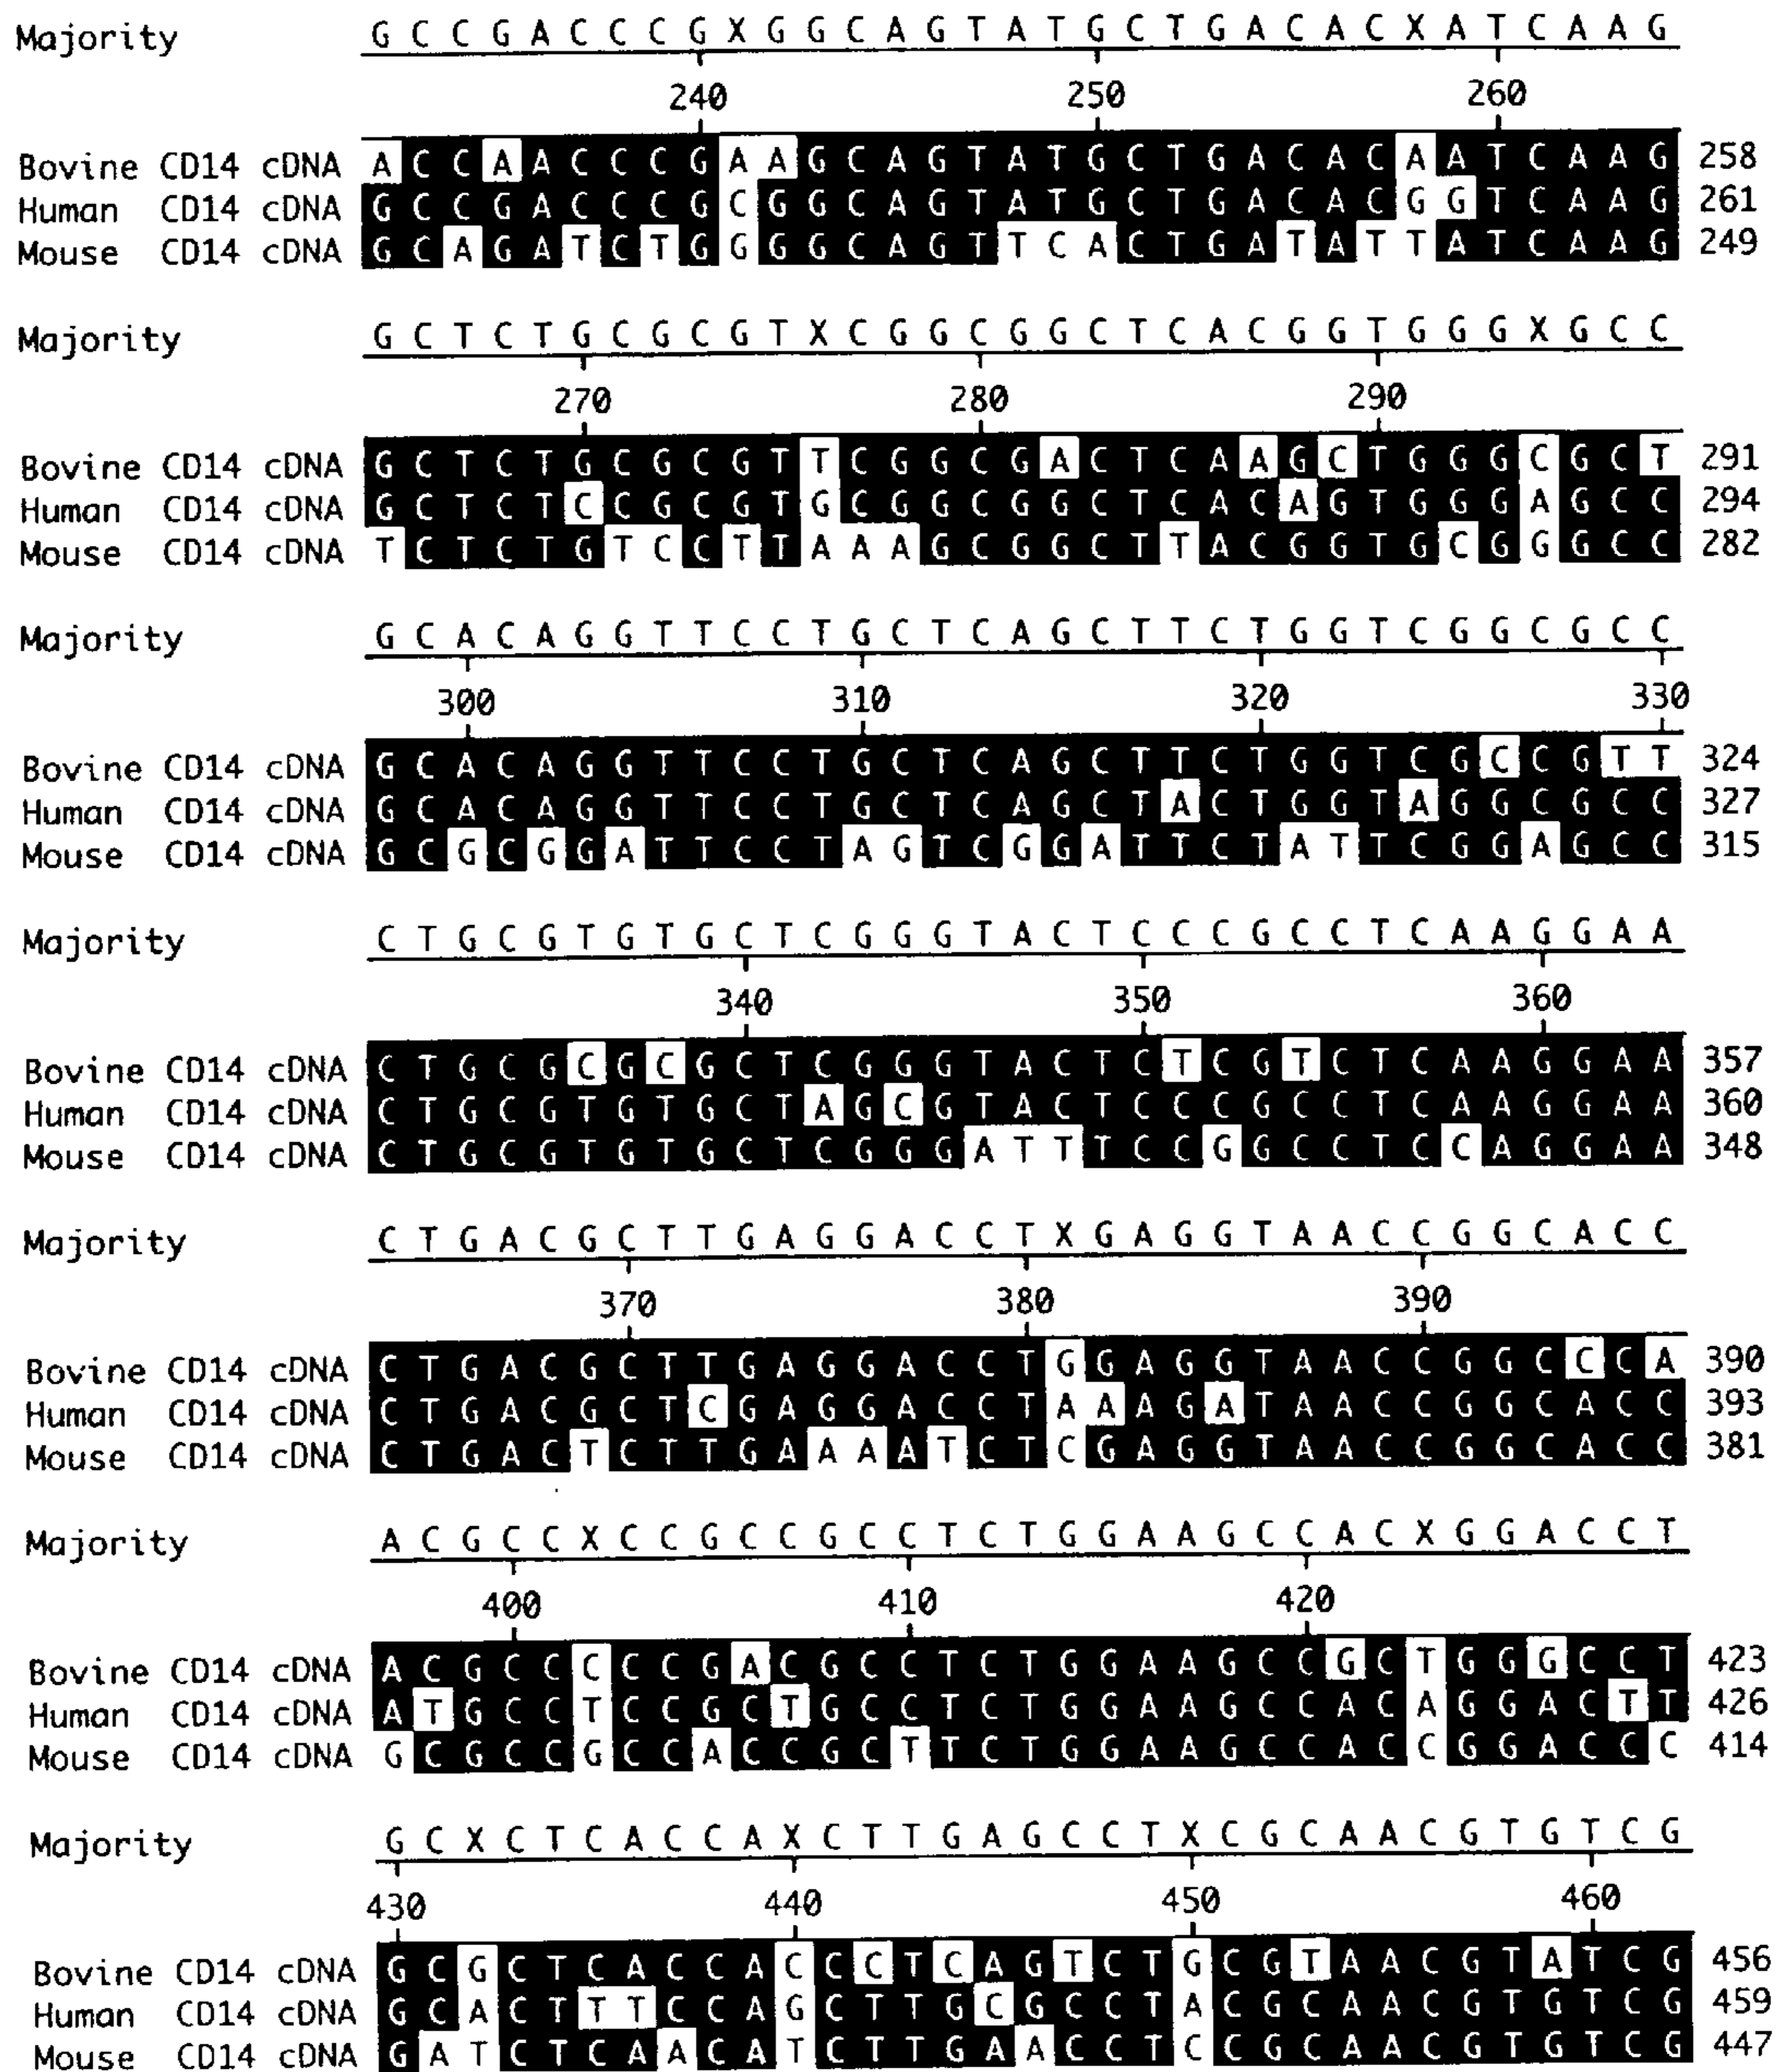 Majority G C C G A C C C G X G G C A G T A T G C T G A C A C X A T C A A G
240 250 260
Bovine CD14 cDNA A C C A A C C C G A A G C A G T A T G C T G A C A C A A T C A A G 258
Human CD14 cDNA G C C G A C C C G C G G C A G T A T G C T G A C A C G G T C A A G 261
Mouse CD14 cDNA G C A G A T C T G G G G C A G T T C A C T G A T A T T A T C A A G 249
Majority G C T C T G C G C G T X C G G C G G C T C A C G G T G G G X G C C
270 280 290
Bovine CD14 cDNA G C T C T G C G C G T T C G G C G A C T C A A G C T G G G C G C T 291
Human CD14 cDNA G C T C T C C G C G T G C G G C G G C T C A C A G T G G G A G C C 294
Mouse CD14 cDNA T C T C T G T C C T T A A A G C G G C T T A C G G T G C G G G C C 282
Majority G C A C A G G T T C C T G C T C A G C T T C T G G T C G G C G C C
300 310 320 330
Bovine CD14 cDNA G C A C A G G T T C C T G C T C A G C T T C T G G T C G C C G T T 324
Human CD14 cDNA G C A C A G G T T C C T G C T C A G C T A C T G G T A G G C G C C 327
Mouse CD14 cDNA G C G C G G A T T C C T A G T C G G A T T C T A T T C G G A G C C 315
Majority C T G C G T G T G C T C G G G T A C T C C C G C C T C A A G G A A
340 350 360
Bovine CD14 cDNA C T G C G C G C G C T C G G G T A C T C T C G T C T C A A G G A A 357
Human CD14 cDNA C T G C G T G T G C T A G C G T A C T C C C G C C T C A A G G A A 360
Mouse CD14 cDNA C T G C G T G T G C T C G G G A T T T C C G G C C T C C A G G A A 348
Majority C T G A C G C T T G A G G A C C T X G A G G T A A C C G G C A C C
370 380 390
Bovine CD14 cDNA C T G A C G C T T G A G G A C C T G G A G G T A A C C G G C C C A 390
Human CD14 cDNA C T G A C G C T C G A G G A C C T A A A G A T A A C C G G C A C C 393
Mouse CD14 cDNA C T G A C T C T T G A A A A T C T C G A G G T A A C C G G C A C C 381
Majority A C G C C X C C G C C G C C T C T G G A A G C C A C X G G A C C T
400 410 420
Bovine CD14 cDNA A C G C C C C C G A C G C C T C T G G A A G C C G C T G G G C C T 423
Human CD14 cDNA A T G C C T C C G C T G C C T C T G G A A G C C A C A G G A C T T 426
Mouse CD14 cDNA G C G C C G C C A C C G C T T C T G G A A G C C A C C G G A C C C 414
Majority G C X C T C A C C A X C T T G A G C C T X C G C A A C G T G T C G
430 440 450 460
Bovine CD14 cDNA G C G C T C A C C A C C C T C A G T C T G C G T A A C G T A T C G 456
Human CD14 cDNA G C A C T T T C C A G C T T G C G C C T A C G C A A C G T G T C G 459
Mouse CD14 cDNA G A T C T C A A C A T C T T G A A C C T C C G C A A C G T G T C G 447